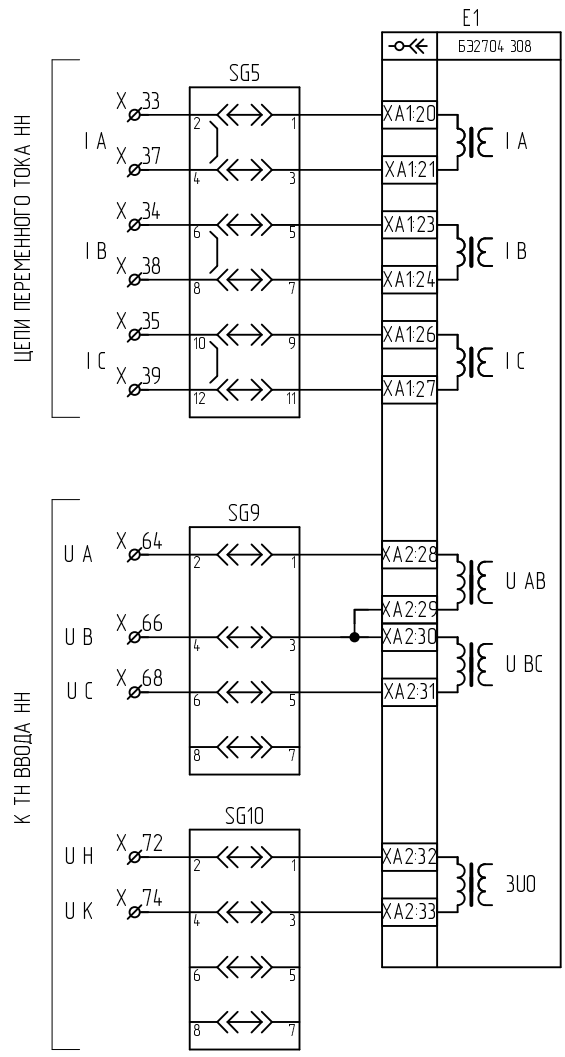 E1
БЭ2704 308
SG5
ЦЕПИ ПЕРЕМЕННОГО ТОКА НН
X 33
2
1
XA1:20
I A
I A
X 37
4
3
XA1:21
X 34
6
5
XA1:23
I B
I B
X 38
8
7
XA1:24
X 35
10
9
XA1:26
I C
I C
X 39
12
11
XA1:27
К ТН ВВОДА НН
SG9
U A
X 64
2
1
XA2:28
U AB
XA2:29
U B
X 66
4
3
XA2:30
U BC
U C
X 68
6
5
XA2:31
8
7
SG10
U H
X 72
2
1
XA2:32
3U0
U K
X 74
4
3
XA2:33
6
5
8
7